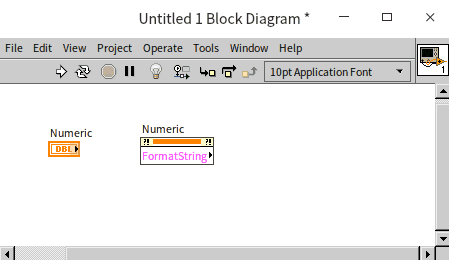 Untitled 1 Block Diagram *
File Edit View Project Operate Tools Window Help
10pt Application Font
1
Numeric
DBL
Numeric
?! ?!
FormatString